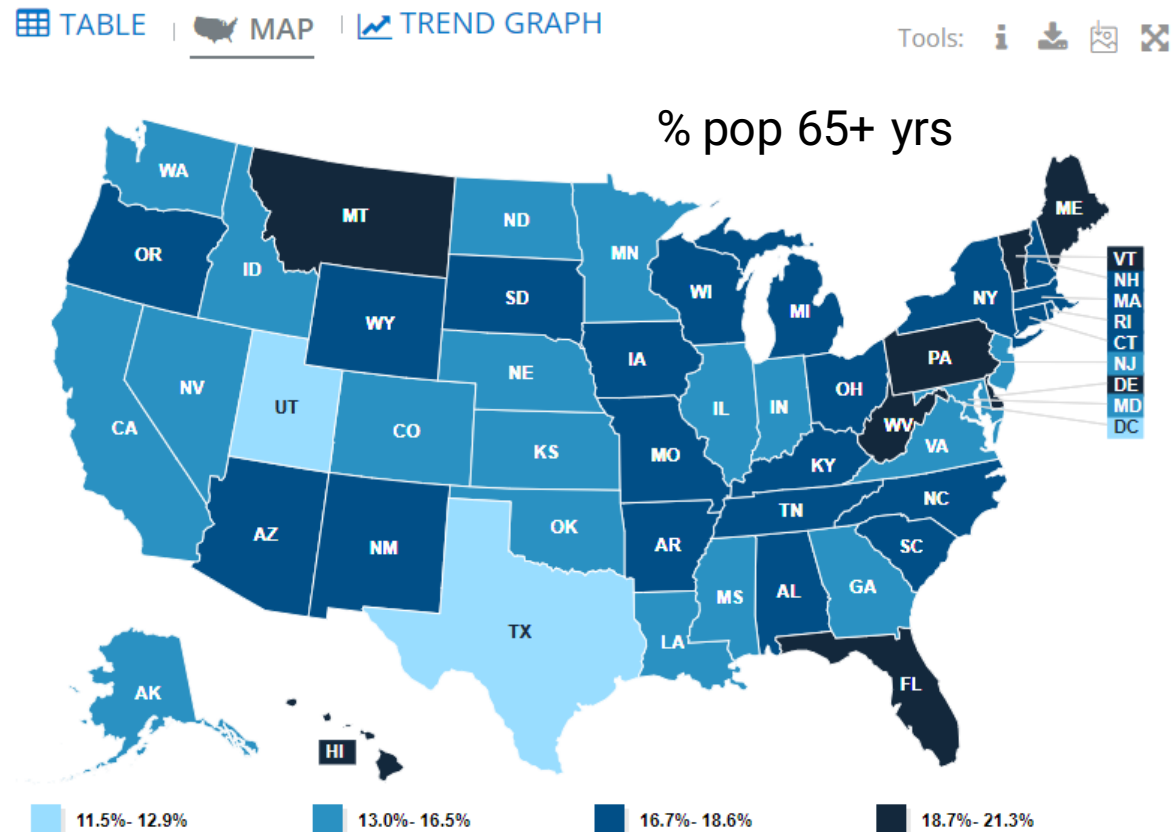 TABLE | MAP | TREND GRAPH Tools:
% pop 65+ yrs
WA
MT
ND
MN
ME
OR
ID
SD
WI
MI
NY
VT
NH
MA
RI
CT
NJ
DE
MD
DC
WY
IA
NE
PA
NV
UT
CO
IL
IN
OH
WV
VA
CA
KS
MO
KY
AZ
NM
OK
AR
TN
NC
SC
TX
LA
MS
AL
GA
FL
AK
HI
11.5%- 12.9% 13.0%- 16.5% 16.7%- 18.6% 18.7%- 21.3%